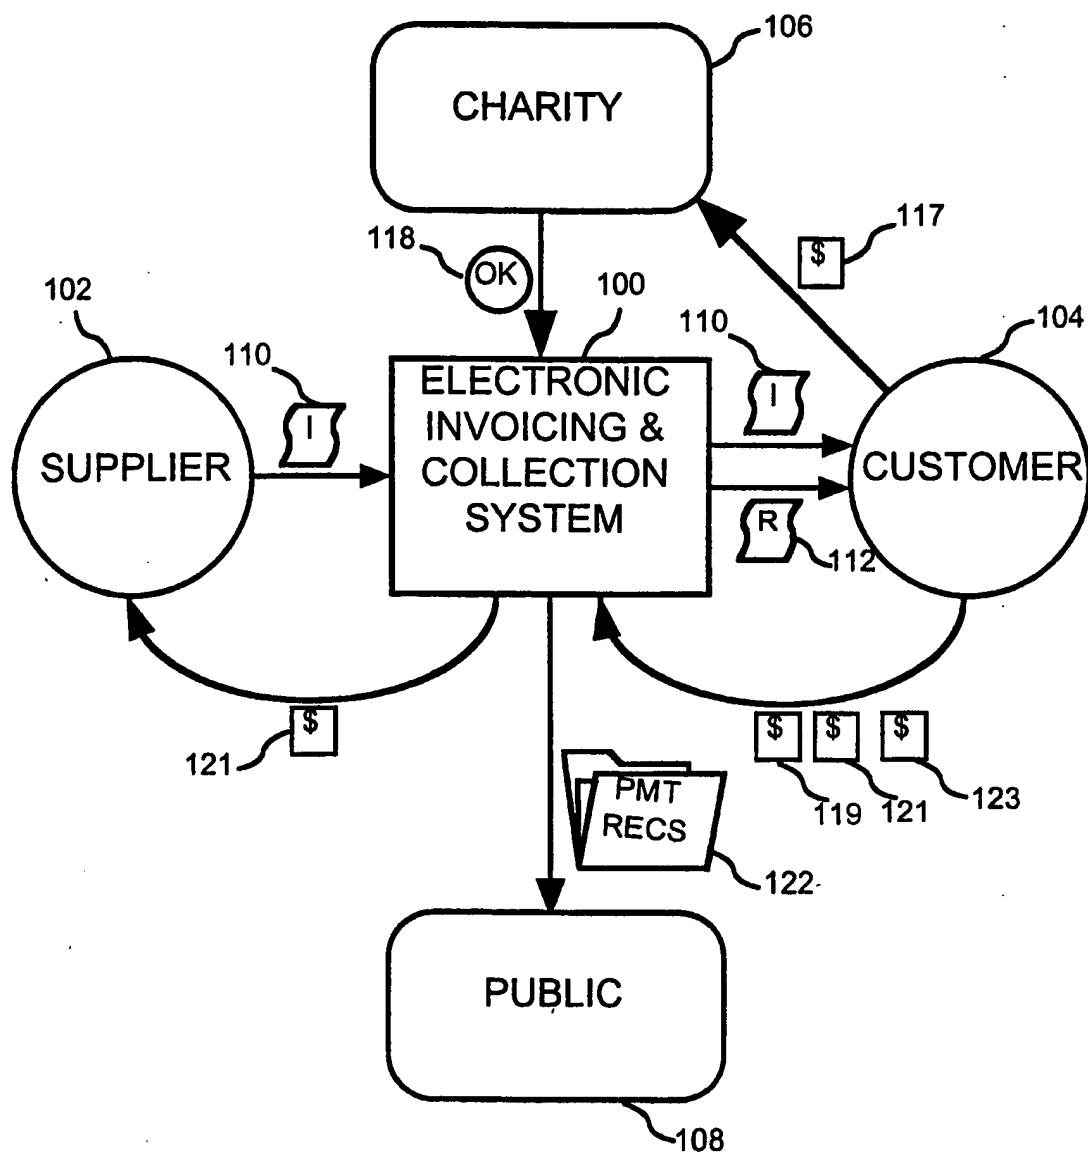 106
CHARITY
118
OK
$
117
102
100
110
104
110
I
ELECTRONIC
INVOICING &
COLLECTION
SYSTEM
I
SUPPLIER
CUSTOMER
R
112
$
121
$
$
$
119
121
123
PMT
RECS
122
PUBLIC
108